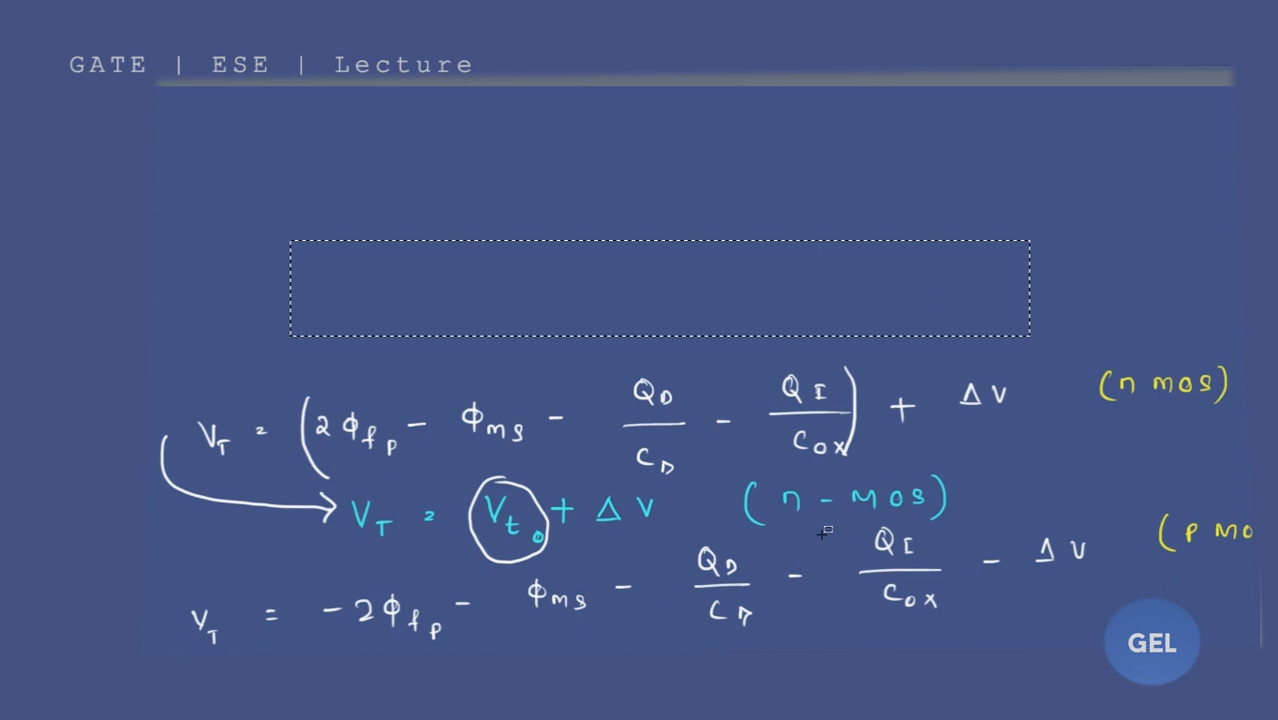 GATE | ESE | Lecture
V_T = (2ϕ_fp - ϕ_ms - Q_D/C_D - Q_I/C_ox) + ΔV (n mos)
V_T = V_t0 + ΔV (n - mos)
V_T = -2ϕ_fp - ϕ_ms - Q_D/C_D - Q_I/C_ox - ΔV (p mo
GEL